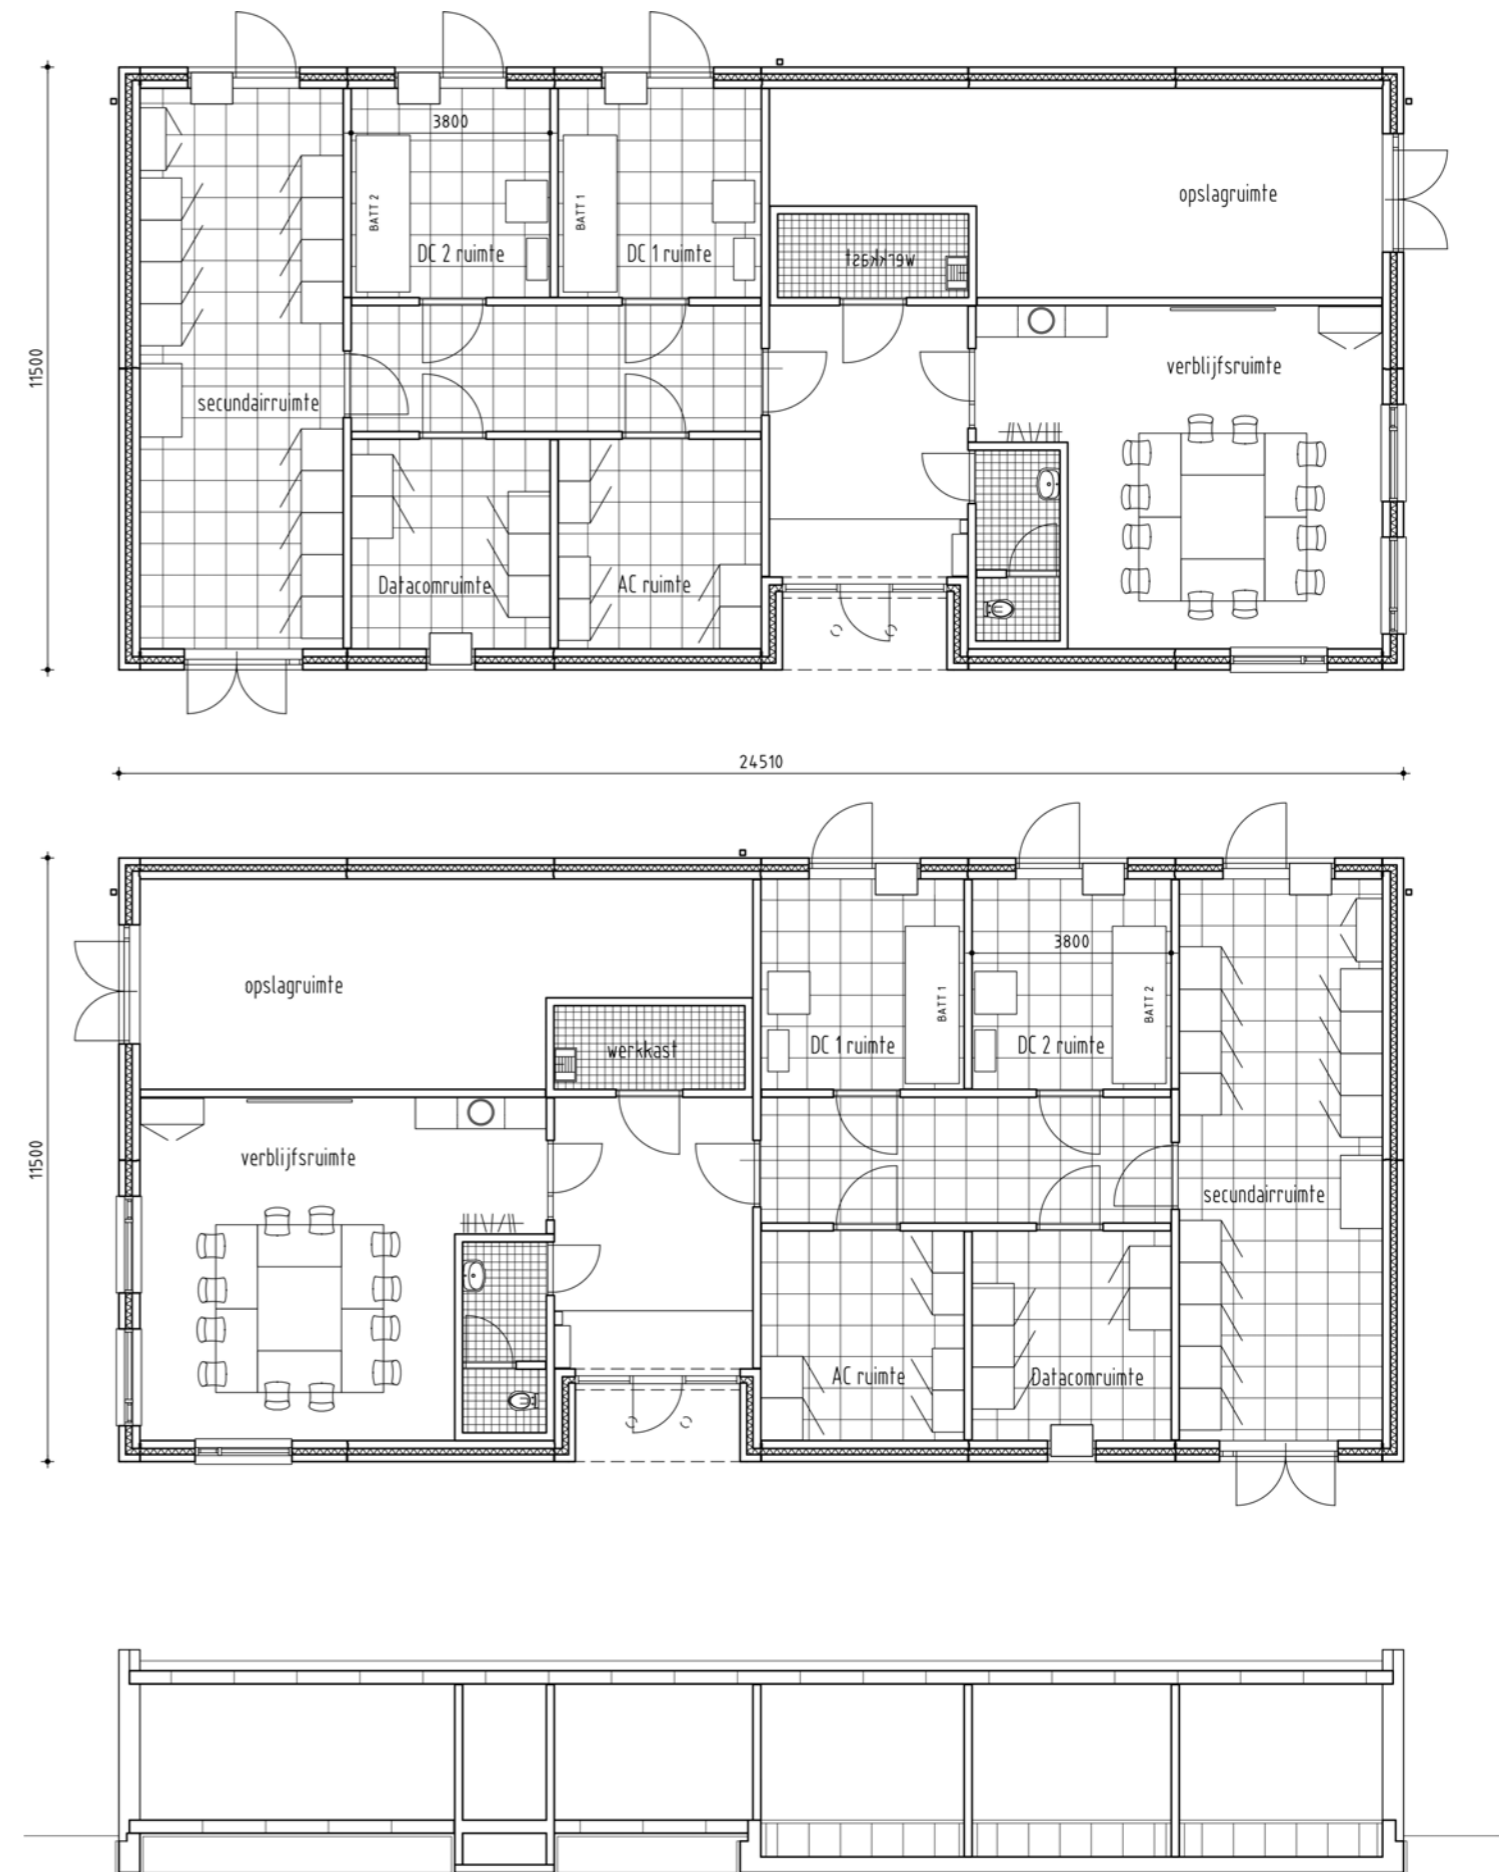 3800
BATT 2
BATT 1
opslagruimte
DC 2 ruimte
DC 1 ruimte
werkkast
11500
verblijfsruimte
secundairruimte
Datacomruimte
AC ruimte
24510
3800
opslagruimte
BATT 1
BATT 2
werkkast
DC 1 ruimte
DC 2 ruimte
11500
verblijfsruimte
secundairruimte
AC ruimte
Datacomruimte